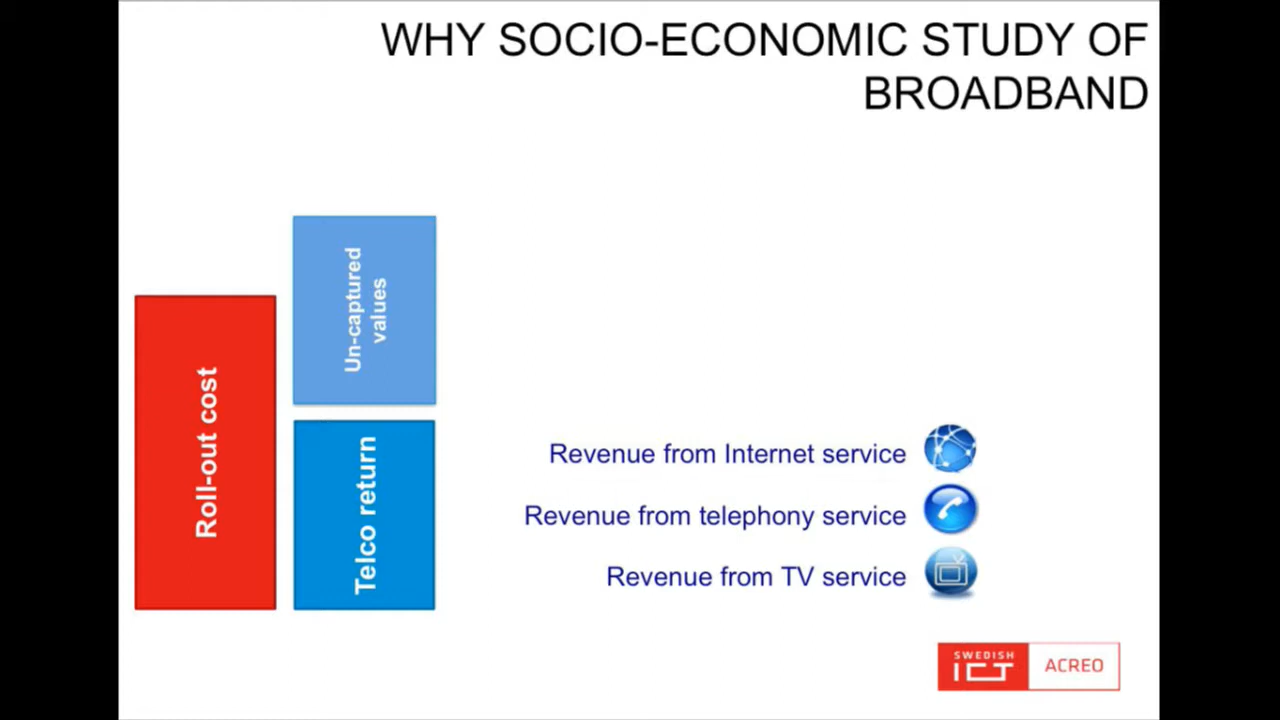 WHY SOCIO-ECONOMIC STUDY OF
BROADBAND
Un-captured
values
Roll-out cost
Telco return
Revenue from Internet service
Revenue from telephony service
Revenue from TV service
SWEDISH
ICT
ACREO